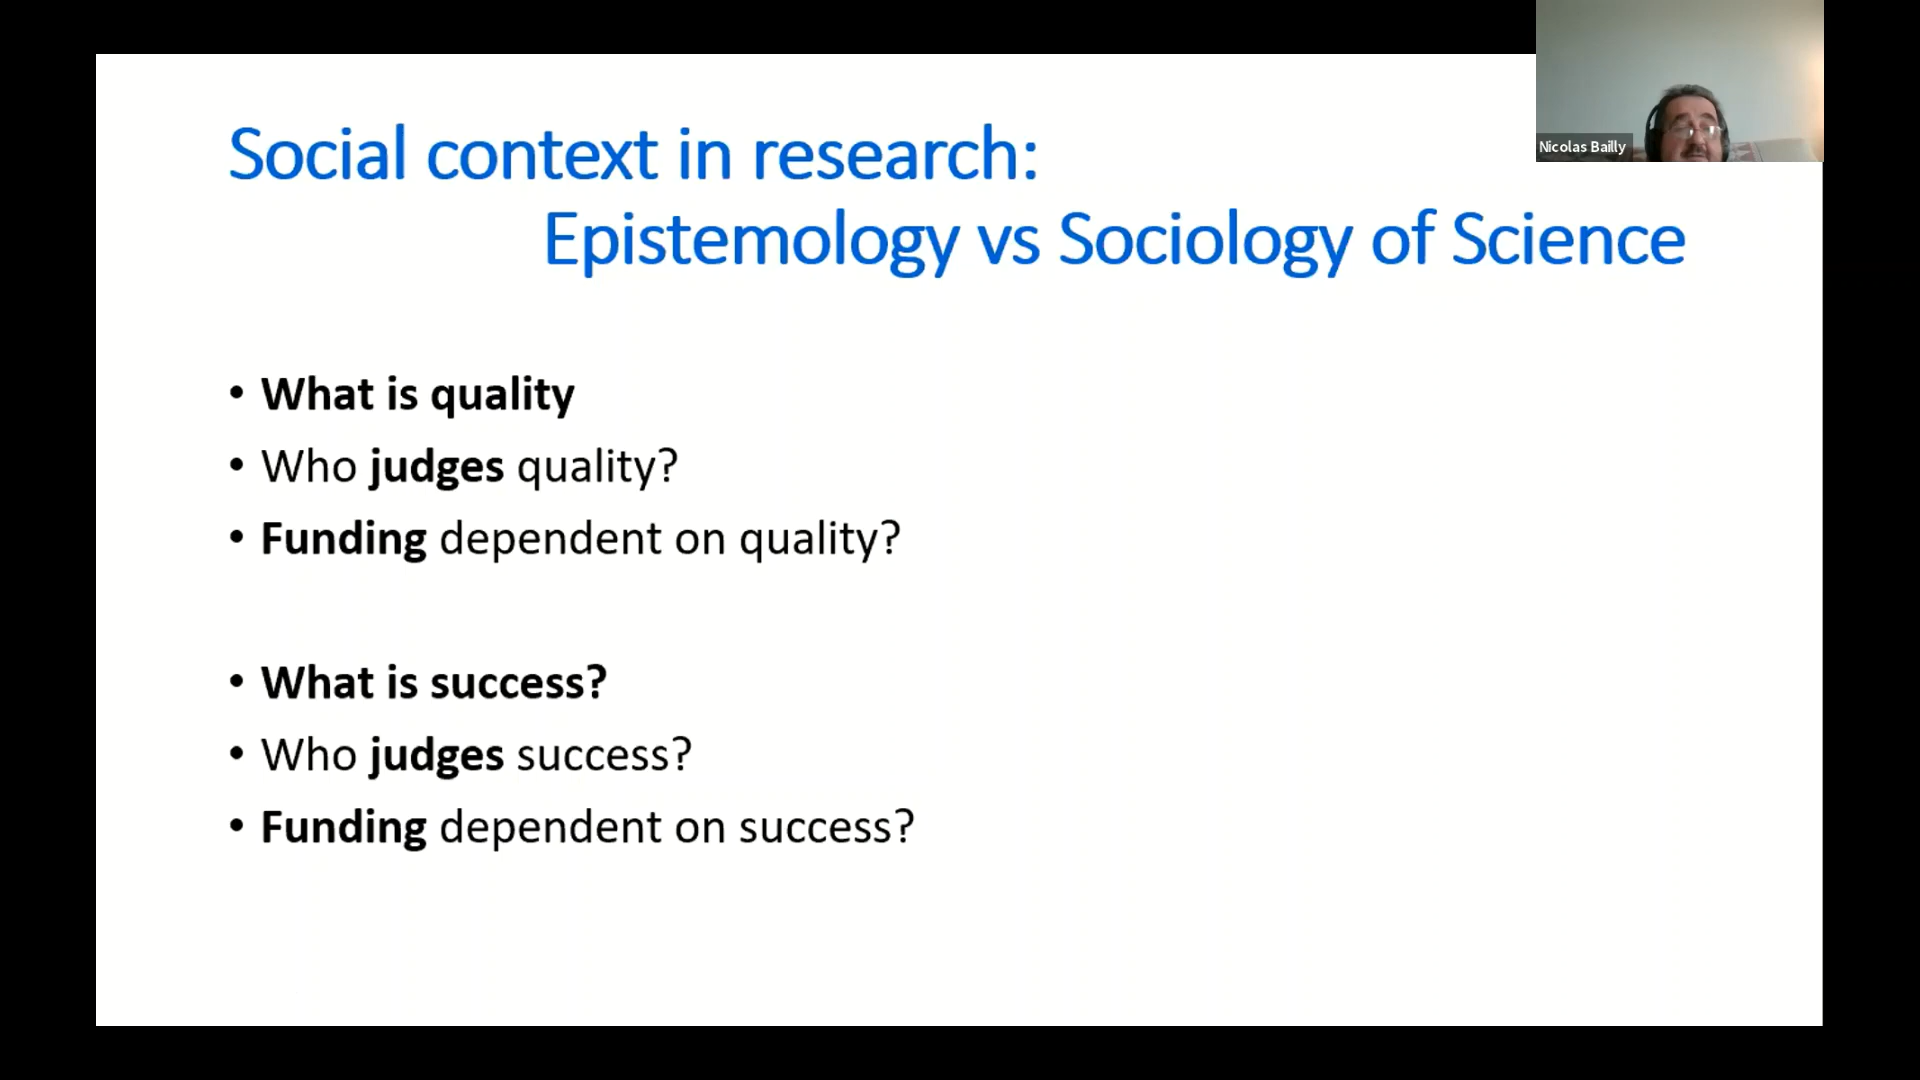 Social context in research:
Epistemology vs Sociology of Science
• What is quality
• Who judges quality?
• Funding dependent on quality?
• What is success?
• Who judges success?
• Funding dependent on success?
Nicolas Bailly